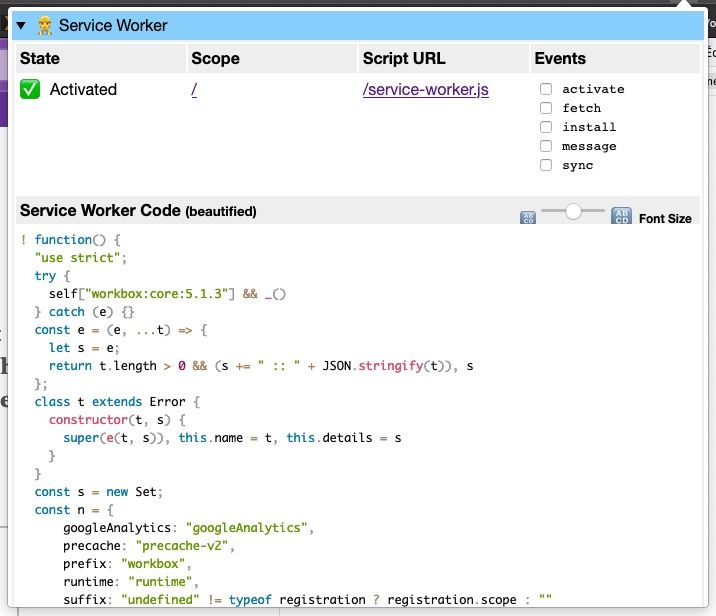 ▼ Service Worker
State Scope Script URL Events
Activated / /service-worker.js activate
fetch
install
message
sync
Service Worker Code (beautified) Font Size
! function() {
"use strict";
try {
self["workbox:core:5.1.3"] && _()
} catch (e) {}
const e = (e, ...t) => {
let s = e;
return t.length > 0 && (s += " :: " + JSON.stringify(t)), s
};
class t extends Error {
constructor(t, s) {
super(e(t, s)), this.name = t, this.details = s
}
}
const s = new Set;
const n = {
googleAnalytics: "googleAnalytics",
precache: "precache-v2",
prefix: "workbox",
runtime: "runtime",
suffix: "undefined" != typeof registration ? registration.scope : ""